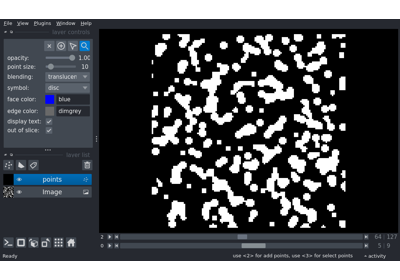 File View Plugins Window Help
layer controls
opacity: 1.00
point size: 10
blending: translucen
symbol: disc
face color: blue
edge color: dimgrey
display text:
out of slice:
layer list
points
Image
2 64 127
0 5 9
Ready use <2> for add points, use <3> for select points activity